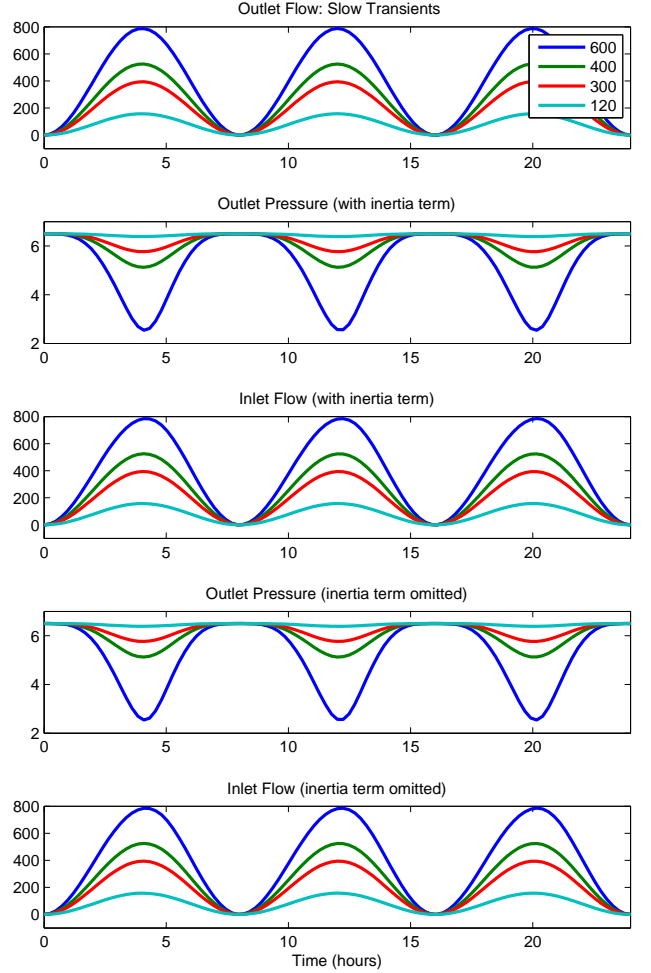 Outlet Flow: Slow Transients
800
600
400
200
0
600
400
300
120
0 5 10 15 20
Outlet Pressure (with inertia term)
6
4
2
0 5 10 15 20
Inlet Flow (with inertia term)
800
600
400
200
0
0 5 10 15 20
Outlet Pressure (inertia term omitted)
6
4
2
0 5 10 15 20
Inlet Flow (inertia term omitted)
800
600
400
200
0
0 5 10 15 20
Time (hours)